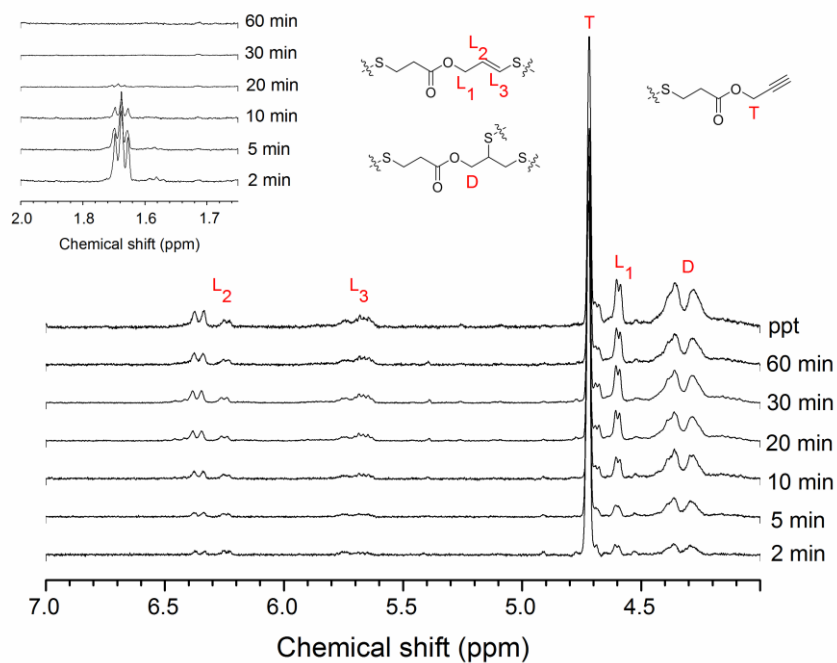 60 min
30 min
20 min
10 min
5 min
2 min
2.0 1.8 1.6 1.7
Chemical shift (ppm)
S O O L1 L2 L3 S
S O O T
S O O D S S
T
L2 L3 L1 D
ppt
60 min
30 min
20 min
10 min
5 min
2 min
7.0 6.5 6.0 5.5 5.0 4.5
Chemical shift (ppm)